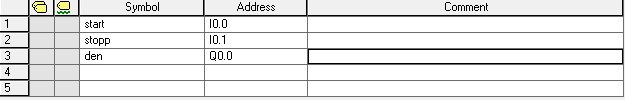 Symbol Address Comment
1 start I0.0
2 stopp I0.1
3 den Q0.0
4
5